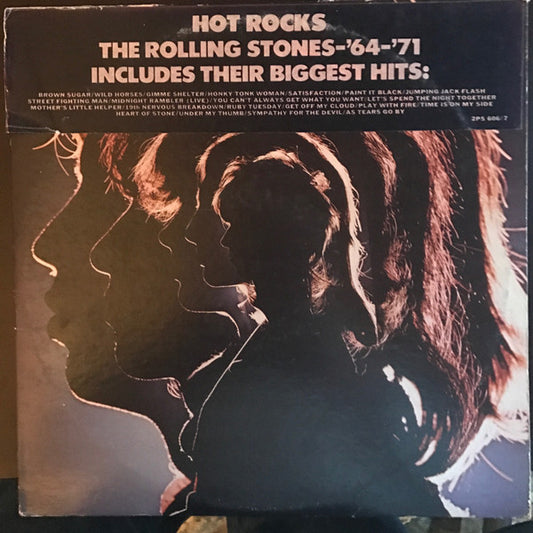 HOT ROCKS
THE ROLLING STONES-'64-'71
INCLUDES THEIR BIGGEST HITS:
BROWN SUGAR/WILD HORSES/GIMME SHELTER/HONKY TONK WOMAN/SATISFACTION/PAINT IT BLACK/JUMPING JACK FLASH
STREET FIGHTING MAN/MIDNIGHT RAMBLER (LIVE)/YOU CAN'T ALWAYS GET WHAT YOU WANT/LET'S SPEND THE NIGHT TOGETHER
MOTHER'S LITTLE HELPER/19th NERVOUS BREAKDOWN/RUBY TUESDAY/GET OFF MY CLOUD/PLAY WITH FIRE/TIME IS ON MY SIDE
HEART OF STONE/UNDER MY THUMB/SYMPATHY FOR THE DEVIL/AS TEARS GO BY
2PS 606/7